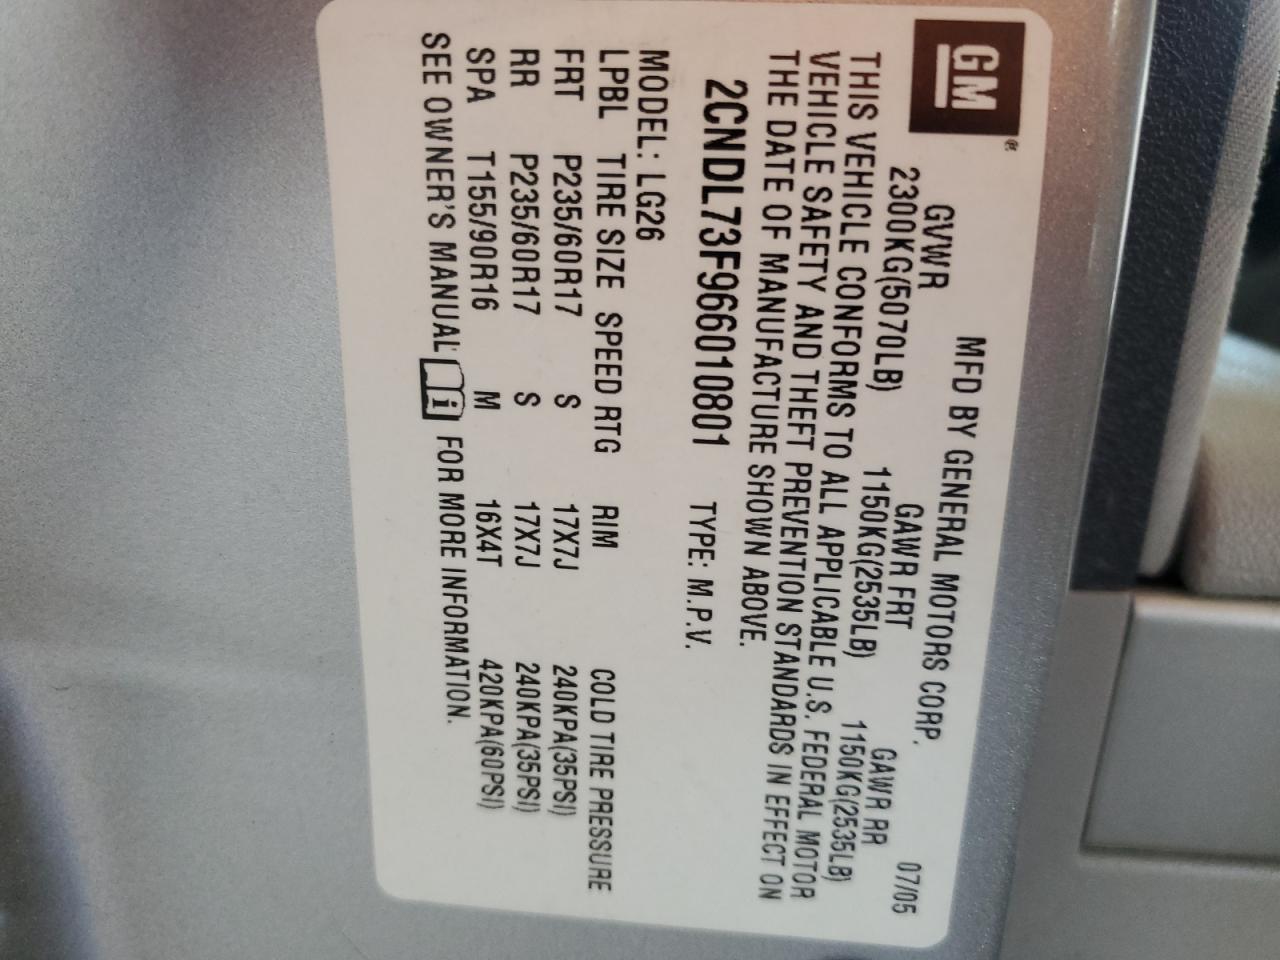 GM®
MFD BY GENERAL MOTORS CORP. 07/05
GVWR GAWR FRT GAWR RR
2300KG(5070LB) 1150KG(2535LB) 1150KG(2535LB)
THIS VEHICLE CONFORMS TO ALL APPLICABLE U.S. FEDERAL MOTOR
VEHICLE SAFETY AND THEFT PREVENTION STANDARDS IN EFFECT ON
THE DATE OF MANUFACTURE SHOWN ABOVE.
2CNDL73F966010801 TYPE: M.P.V.
MODEL: LG26
LPBL TIRE SIZE SPEED RTG RIM COLD TIRE PRESSURE
FRT P235/60R17 S 17X7J 240KPA(35PSI)
RR P235/60R17 S 17X7J 240KPA(35PSI)
SPA T155/90R16 M 16X4T 420KPA(60PSI)
SEE OWNER'S MANUAL i FOR MORE INFORMATION.